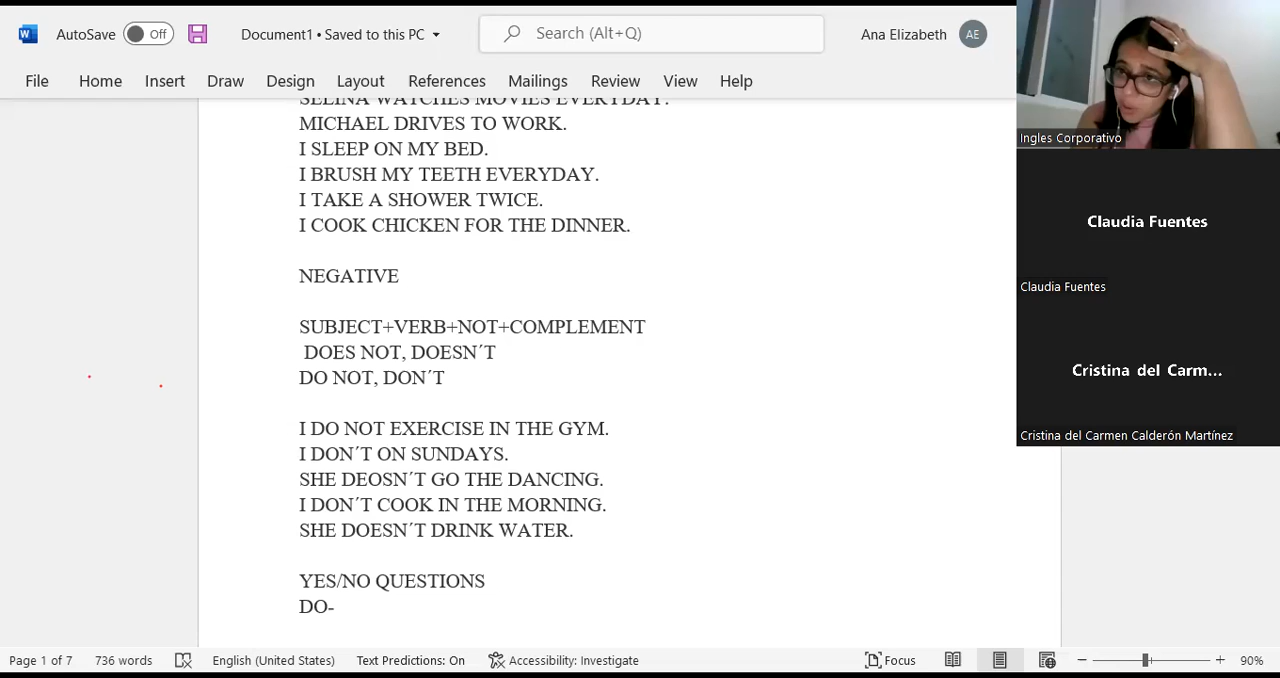 AutoSave Off Document1 • Saved to this PC Search (Alt+Q) Ana Elizabeth AE
File Home Insert Draw Design Layout References Mailings Review View Help
SELINA WATCHES MOVIES EVERYDAY.
MICHAEL DRIVES TO WORK.
I SLEEP ON MY BED.
I BRUSH MY TEETH EVERYDAY.
I TAKE A SHOWER TWICE.
I COOK CHICKEN FOR THE DINNER.
NEGATIVE
SUBJECT+VERB+NOT+COMPLEMENT
DOES NOT, DOESN´T
DO NOT, DON´T
I DO NOT EXERCISE IN THE GYM.
I DON´T ON SUNDAYS.
SHE DEOSN´T GO THE DANCING.
I DON´T COOK IN THE MORNING.
SHE DOESN´T DRINK WATER.
YES/NO QUESTIONS
DO-
Ingles Corporativo
Claudia Fuentes
Claudia Fuentes
Cristina del Carm...
Cristina del Carmen Calderón Martínez
Page 1 of 7 736 words English (United States) Text Predictions: On Accessibility: Investigate Focus 90%